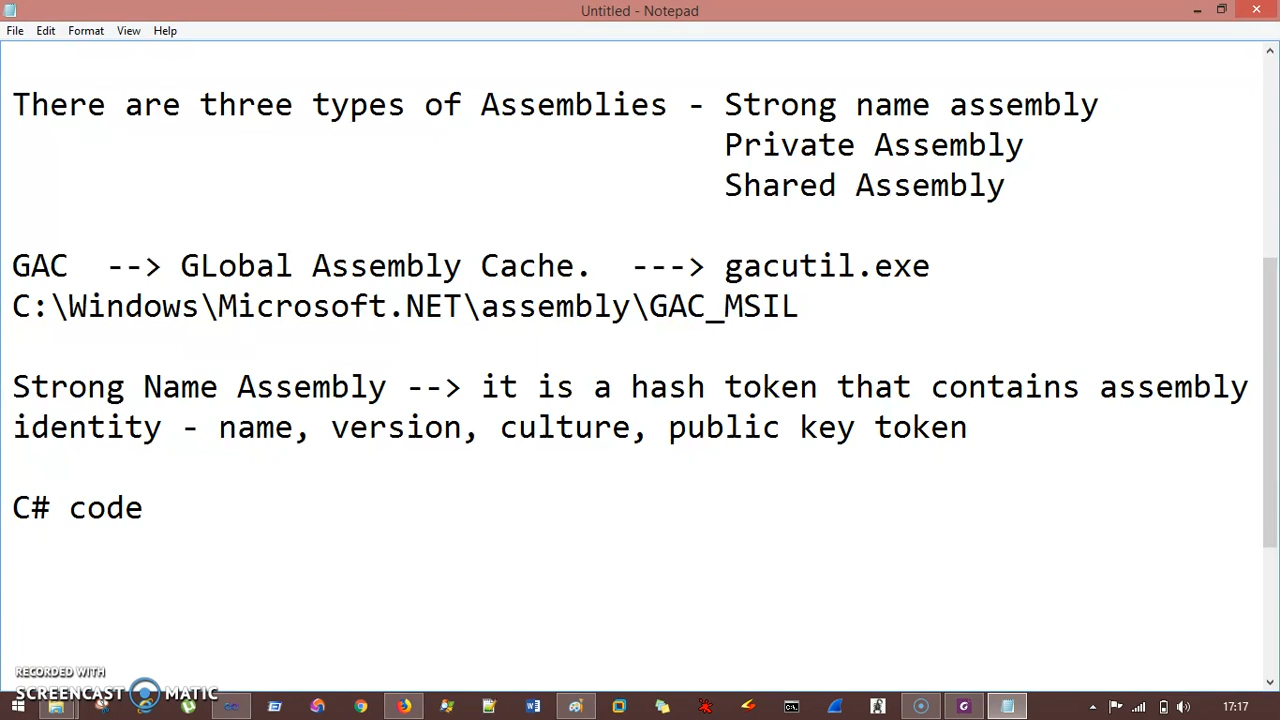 Untitled - Notepad
File Edit Format View Help
There are three types of Assemblies - Strong name assembly
Private Assembly
Shared Assembly
GAC --> GLobal Assembly Cache. ---> gacutil.exe
C:\Windows\Microsoft.NET\assembly\GAC_MSIL
Strong Name Assembly --> it is a hash token that contains assembly
identity - name, version, culture, public key token
C# code
RECORDED WITH
SCREENCAST MATIC
17:17